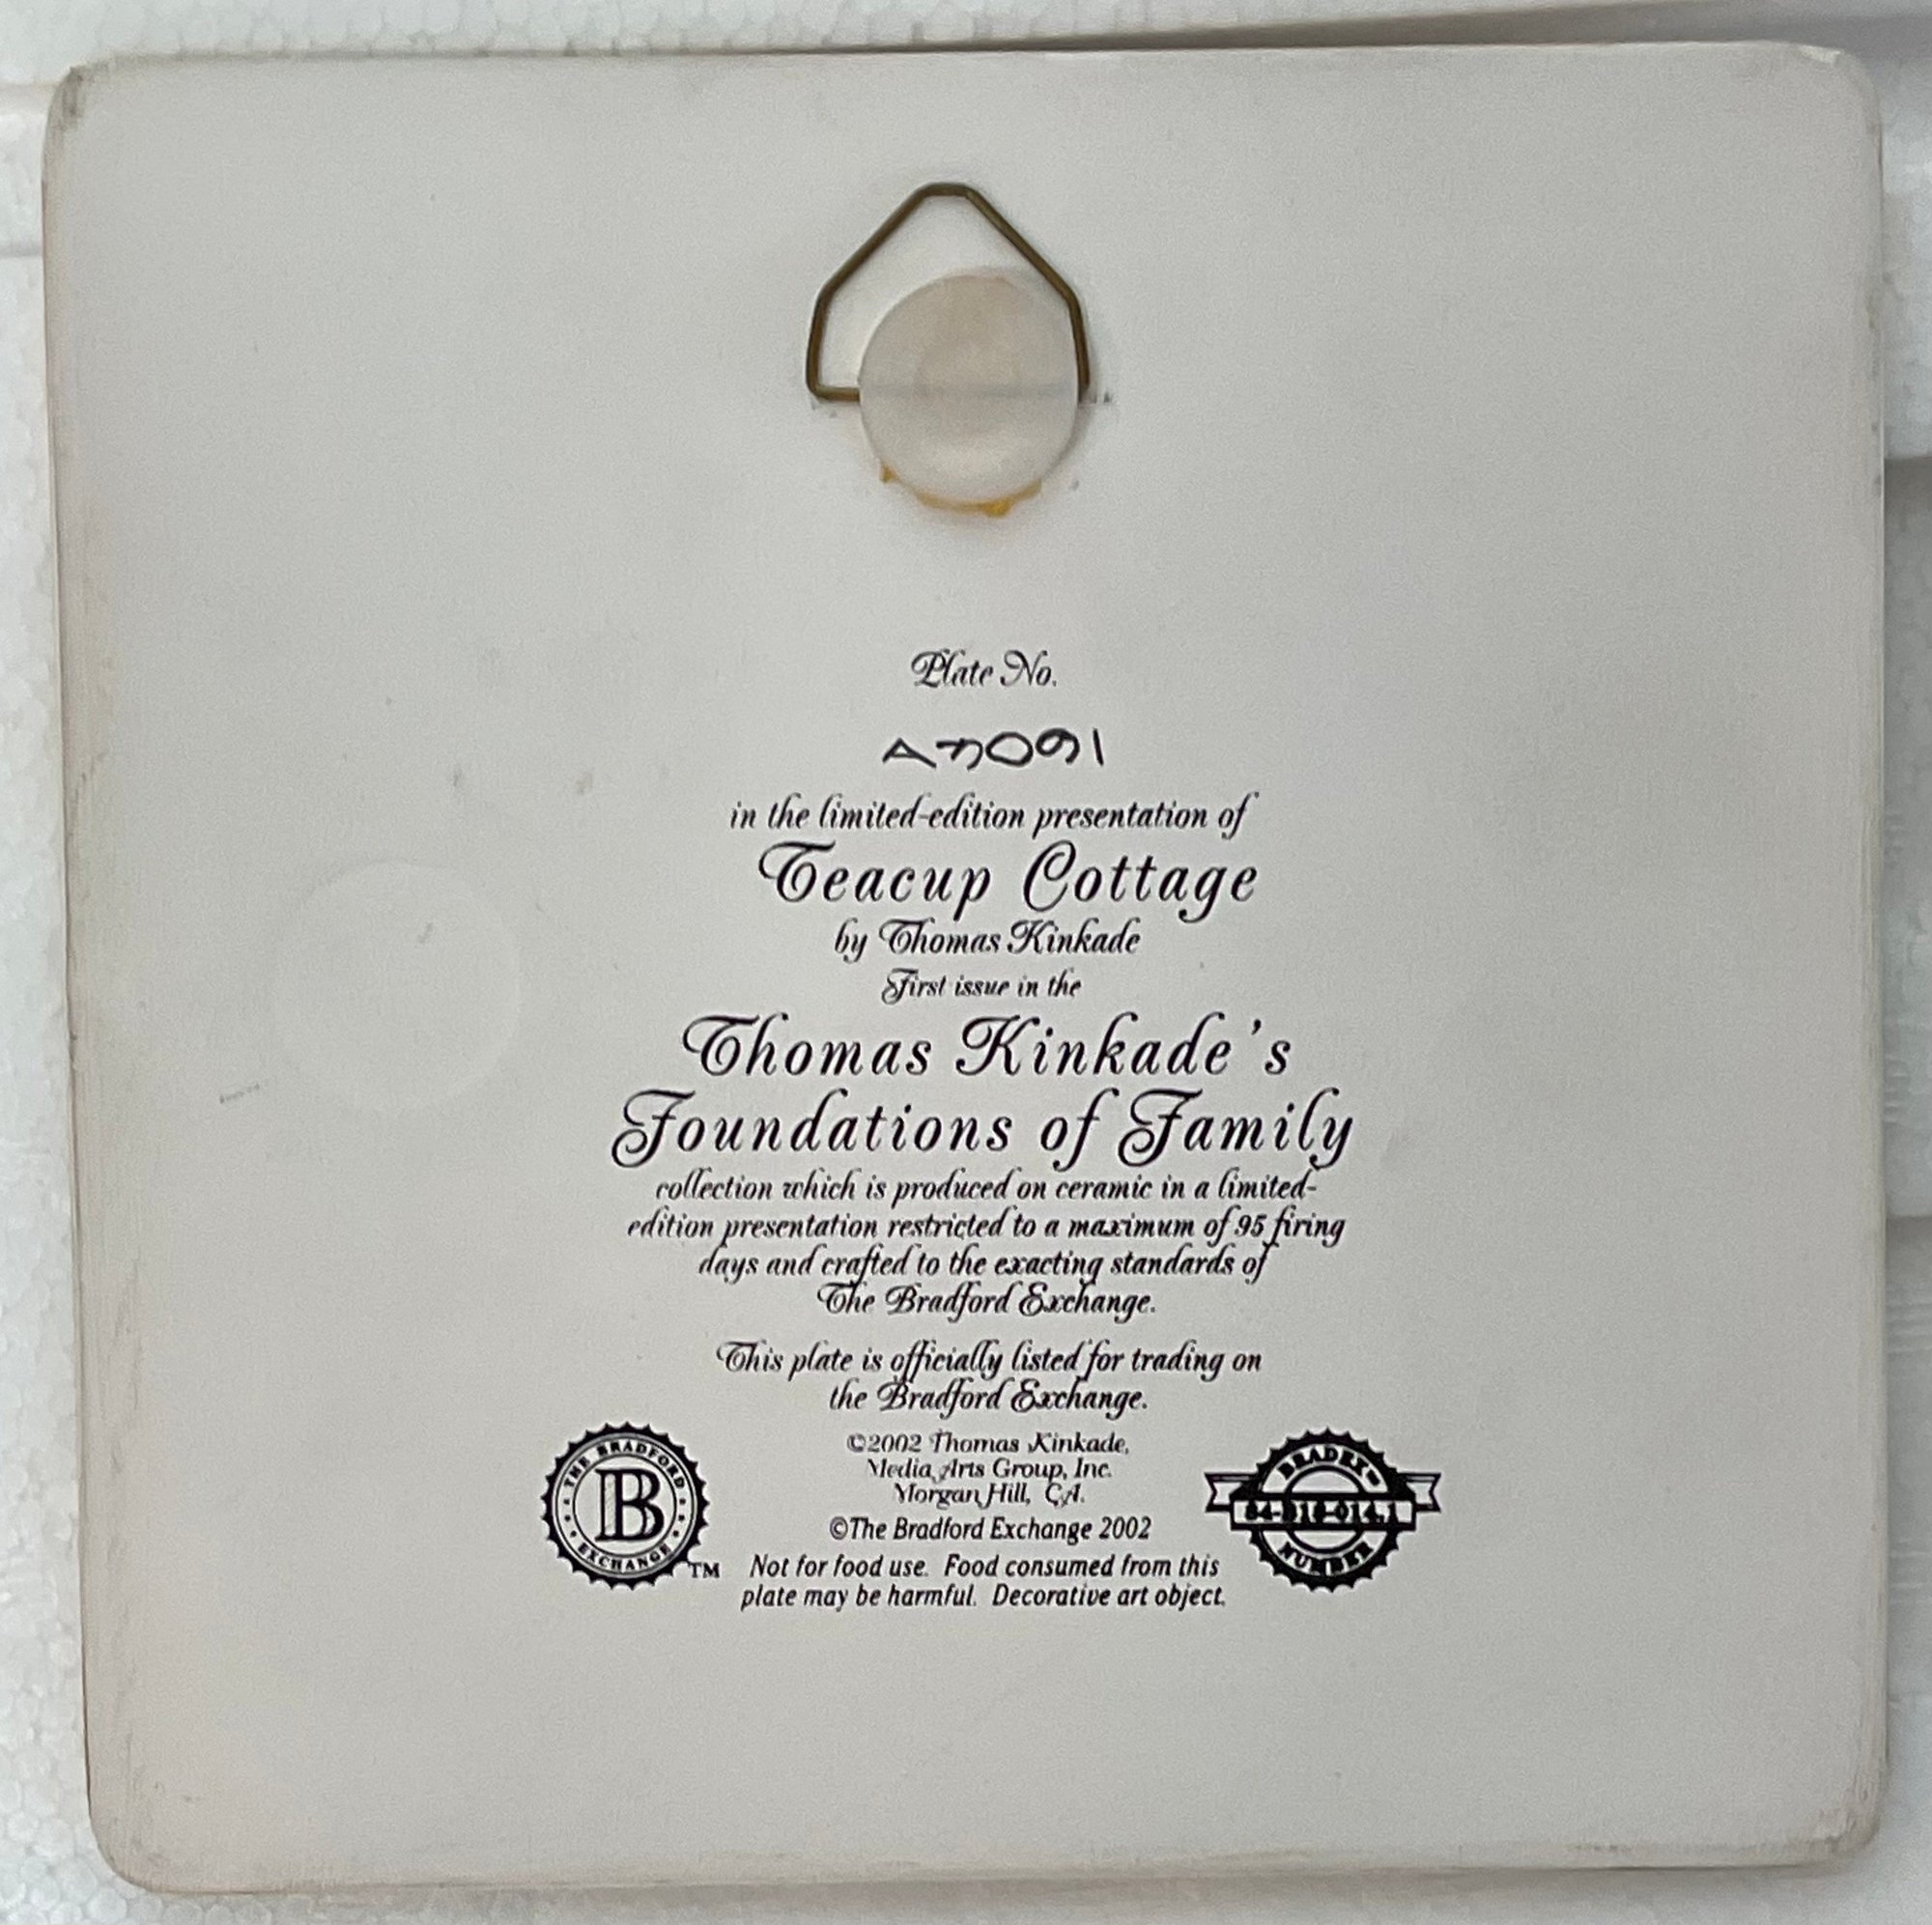 Plate No.
in the limited-edition presentation of
Teacup Cottage
by Thomas Kinkade
First issue in the
Thomas Kinkade's
Foundations of Family
collection which is produced on ceramic in a limited-
edition presentation restricted to a maximum of 95 firing
days and crafted to the exacting standards of
The Bradford Exchange.
This plate is officially listed for trading on
the Bradford Exchange.
THE BRADFORD
B
EXCHANGE
TM
©2002 Thomas Kinkade,
Media Arts Group, Inc.
Morgan Hill, CA.
©The Bradford Exchange 2002
Not for food use. Food consumed from this
plate may be harmful. Decorative art object.
BRADEX™
NUMBER